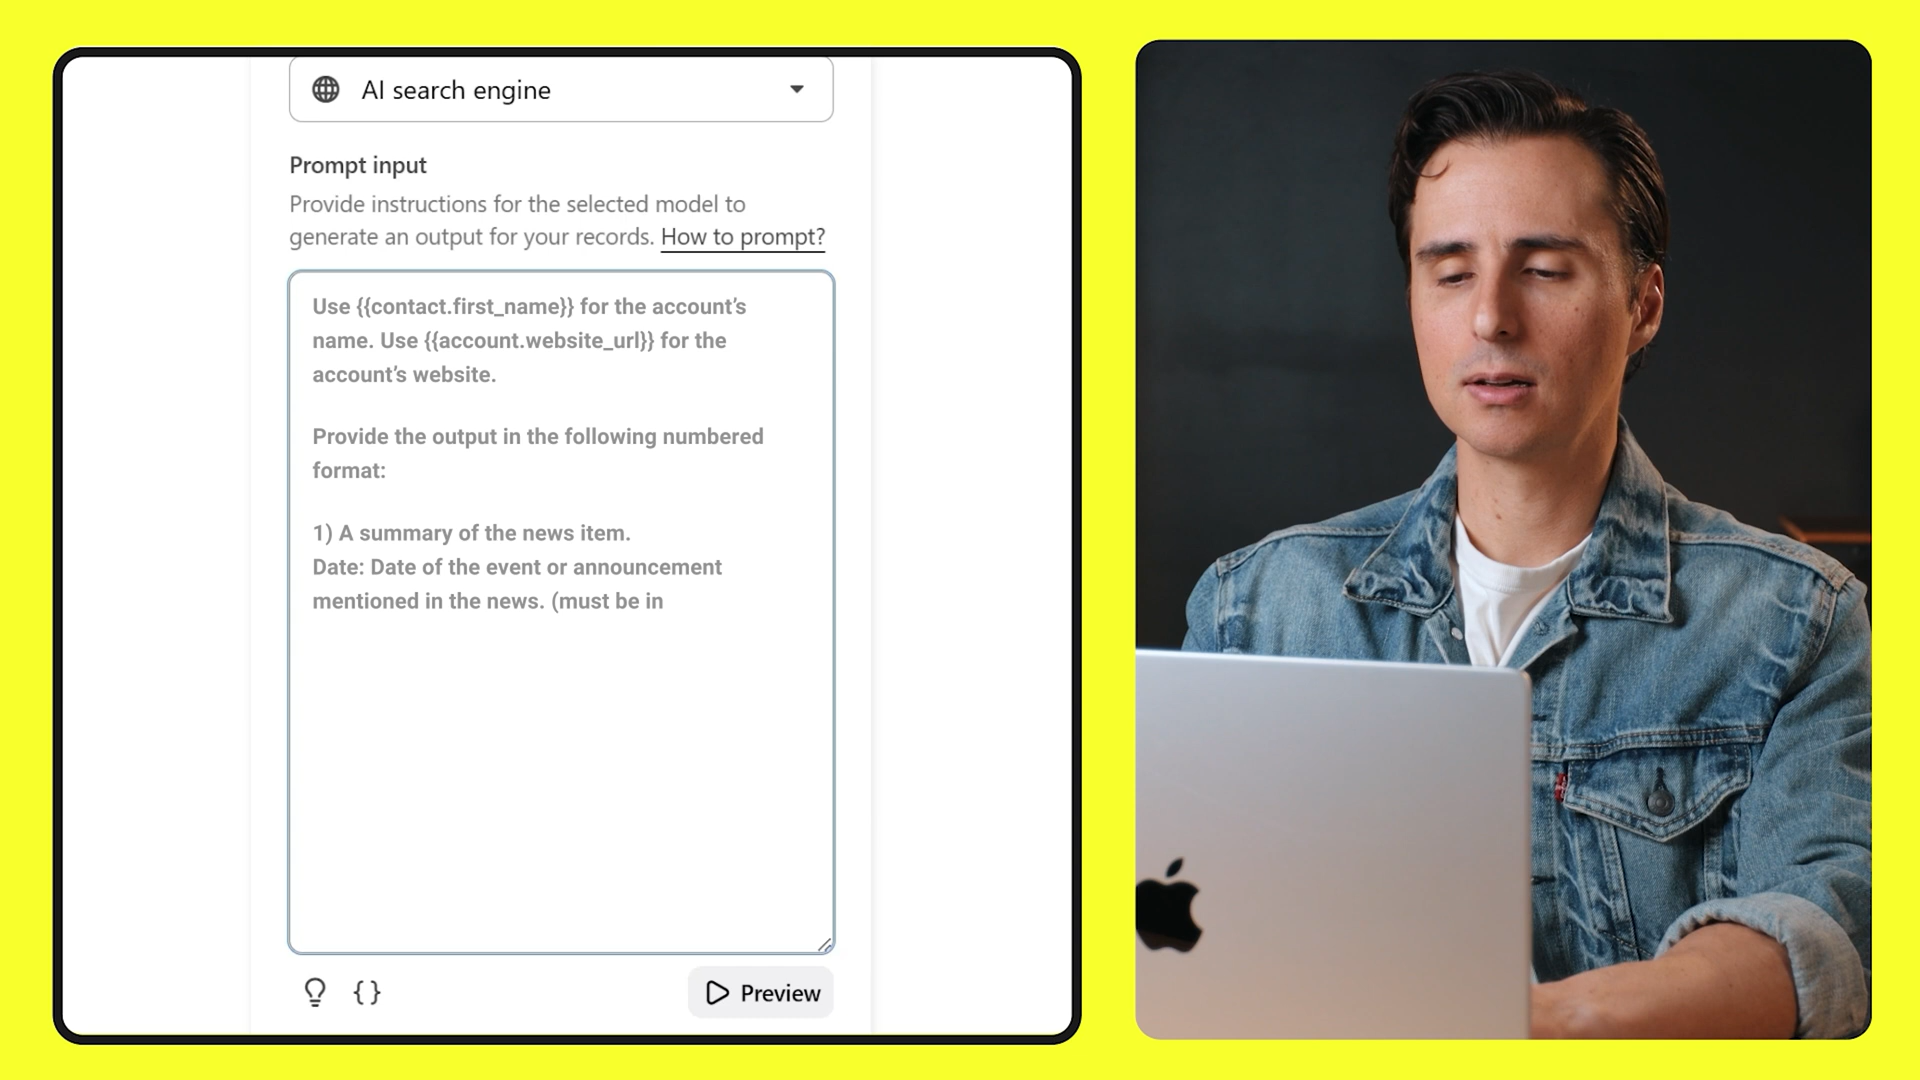 AI search engine
Prompt input
Provide instructions for the selected model to
generate an output for your records. How to prompt?
Use {{contact.first_name}} for the account’s
name. Use {{account.website_url}} for the
account’s website.
Provide the output in the following numbered
format:
1) A summary of the news item.
Date: Date of the event or announcement
mentioned in the news. (must be in
{}
Preview